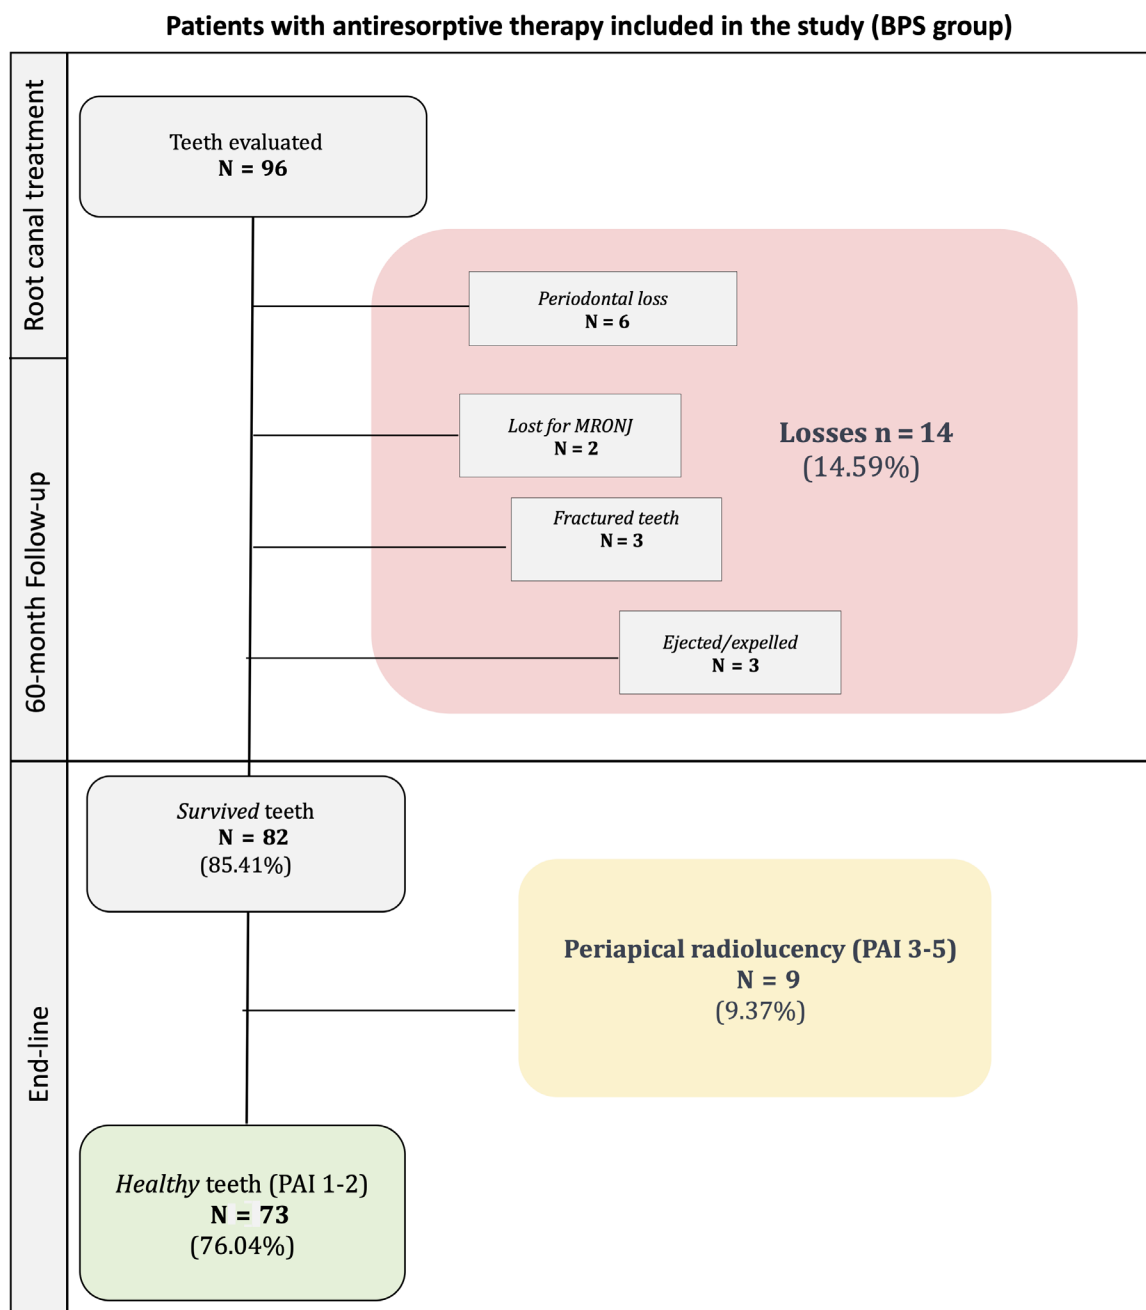 Patients with antiresorptive therapy included in the study (BPS group)
Root canal treatment
Teeth evaluated
N = 96
Periodontal loss
N = 6
60-month Follow-up
Lost for MRONJ
N = 2
Losses n = 14
(14.59%)
Fractured teeth
N = 3
Ejected/expelled
N = 3
End-line
Survived teeth
N = 82
(85.41%)
Periapical radiolucency (PAI 3-5)
N = 9
(9.37%)
Healthy teeth (PAI 1-2)
N = 73
(76.04%)